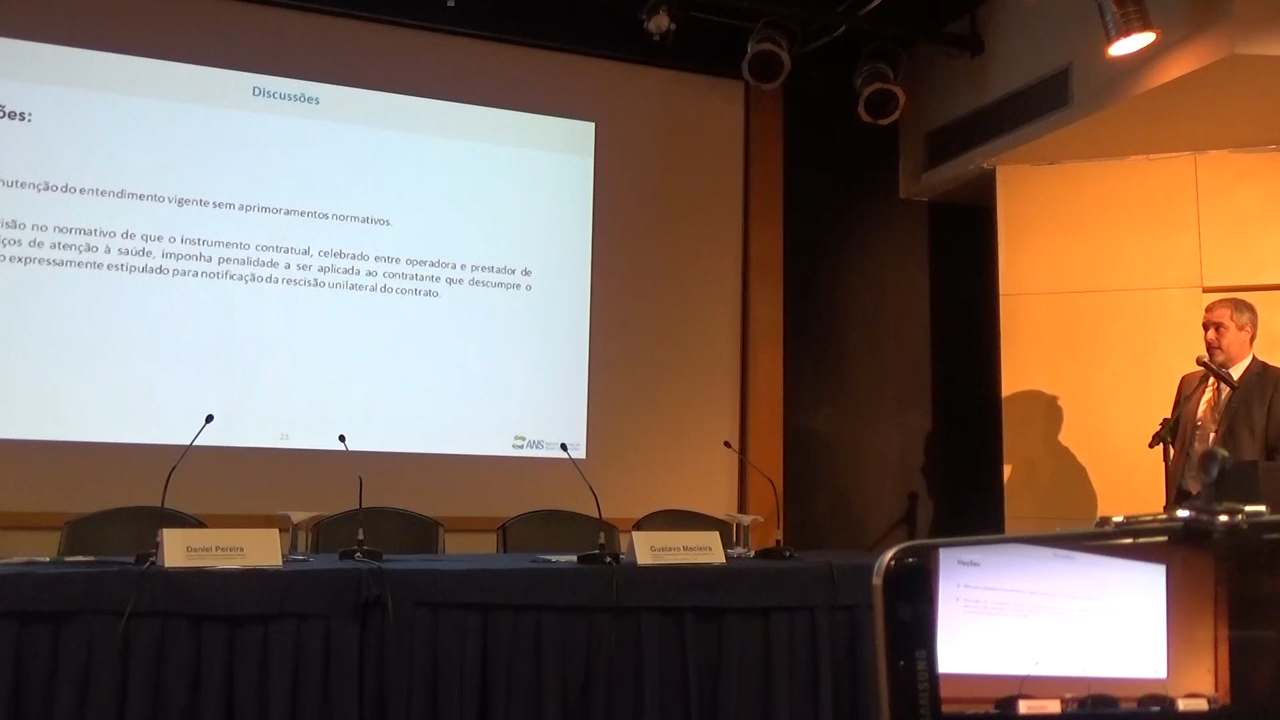 Discussões
ões:
nutenção do entendimento vigente sem aprimoramentos normativos.
isão no normativo de que o instrumento contratual, celebrado entre operadora e prestador de
iços de atenção à saúde, imponha penalidade a ser aplicada ao contratante que descumpre o
o expressamente estipulado para notificação da rescisão unilateral do contrato.
ANS
Daniel Pereira
Gustavo Macieira
SAMSUNG